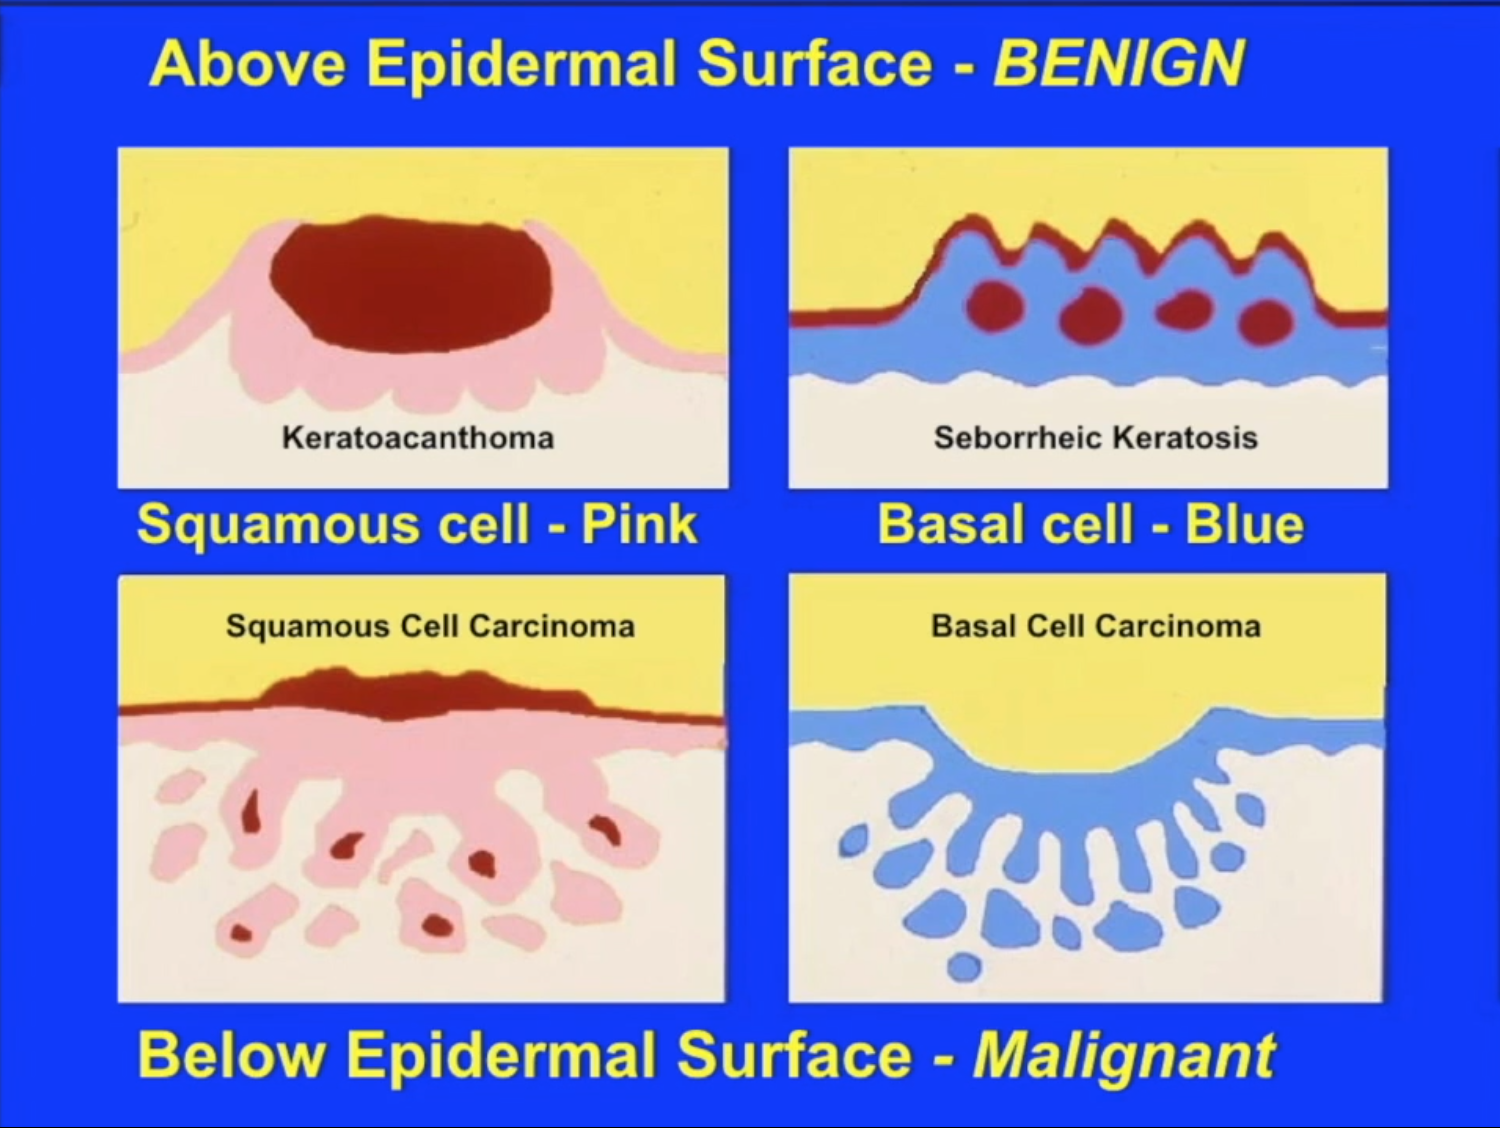 Above Epidermal Surface - BENIGN
Keratoacanthoma
Seborrheic Keratosis
Squamous cell - Pink
Basal cell - Blue
Squamous Cell Carcinoma
Basal Cell Carcinoma
Below Epidermal Surface - Malignant